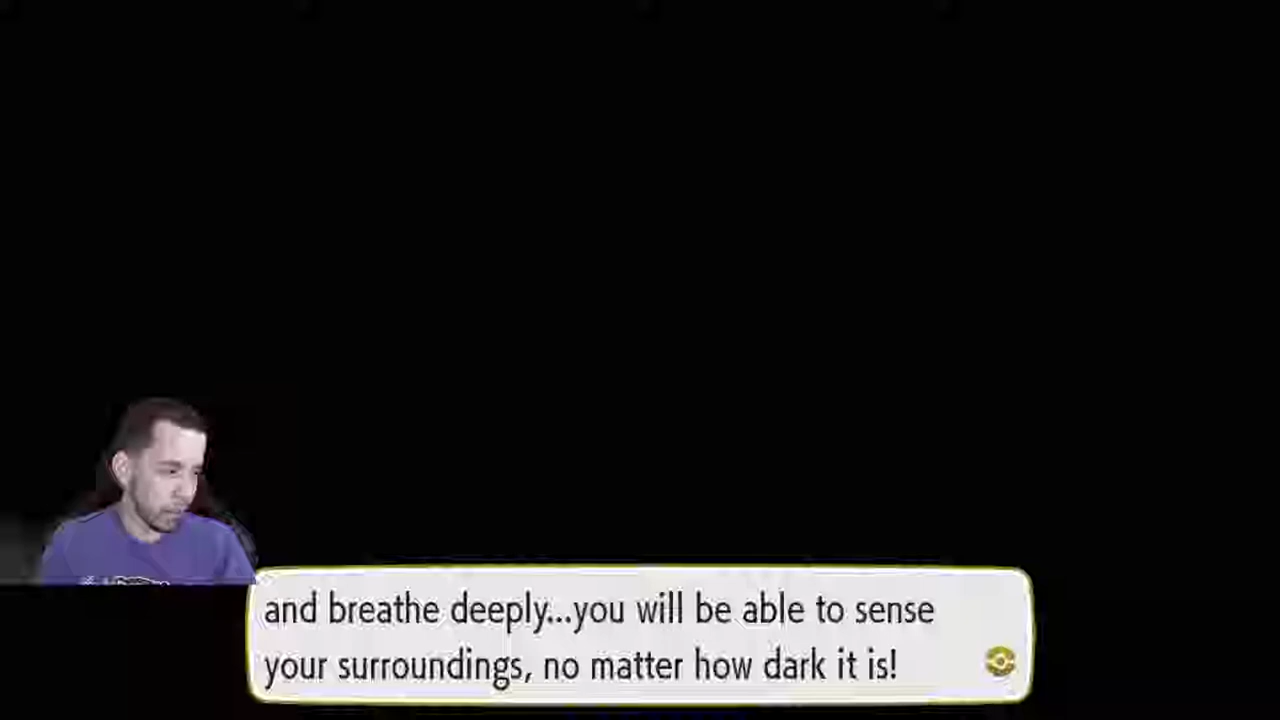 and breathe deeply...you will be able to sense
your surroundings, no matter how dark it is!